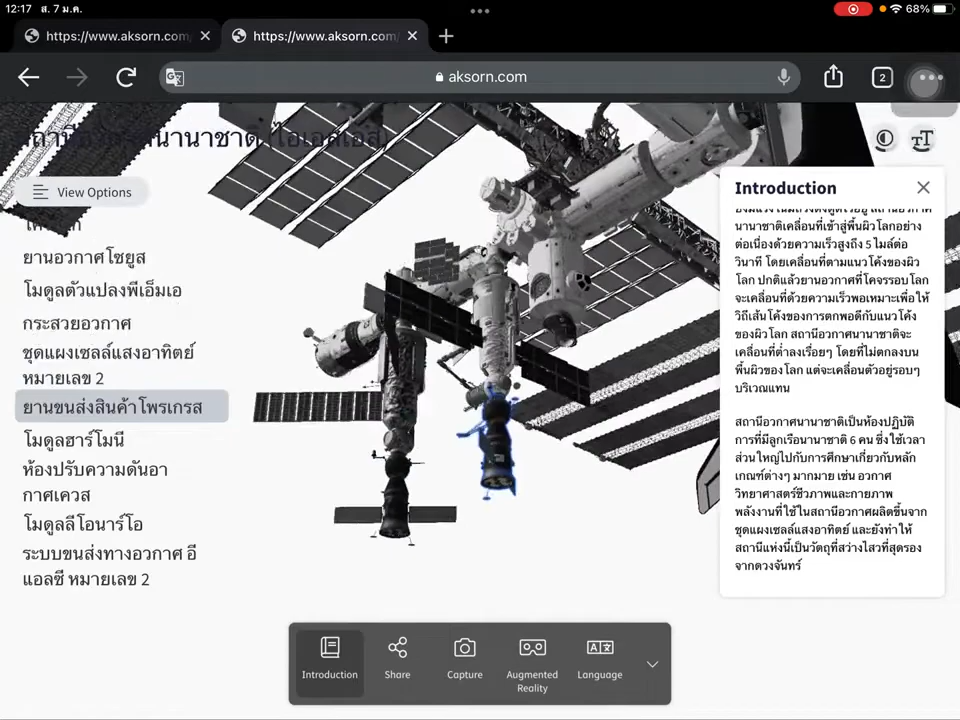 12:17 ส. 7 ม.ค.
68%
https://www.aksorn.com
https://www.aksorn.com
aksorn.com
2
View Options
Introduction
ยานอวกาศโซยูส
โมดูลตัวแปลงพีเอ็มเอ
กระสวยอวกาศ
ชุดแผงเซลล์แสงอาทิตย์
หมายเลข 2
ยานขนส่งสินค้าโพรเกรส
โมดูลฮาร์โมนี
ห้องปรับความดันอา
กาศเควส
โมดูลลีโอนาร์โอ
ระบบขนส่งทางอวกาศ อี
แอลซี หมายเลข 2
นานาชาติเคลื่อนที่เข้าสู่พื้นผิวโลกอย่าง
ต่อเนื่องด้วยความเร็วสูงถึง 5 ไมล์ต่อ
วินาที โดยเคลื่อนที่ตามแนวโค้งของผิว
โลก ปกติแล้วยานอวกาศที่โคจรรอบโลก
จะเคลื่อนที่ด้วยความเร็วพอเหมาะเพื่อให้
วิถีเส้นโค้งของการตกพอดีกับแนวโค้ง
ของผิวโลก สถานีอวกาศนานาชาติจะ
เคลื่อนที่ต่ำลงเรื่อยๆ โดยที่ไม่ตกลงบน
พื้นผิวของโลก แต่จะเคลื่อนตัวอยู่รอบๆ
บริเวณแทน
สถานีอวกาศนานาชาติเป็นห้องปฏิบัติ
การที่มีลูกเรือนานาชาติ 6 คน ซึ่งใช้เวลา
ส่วนใหญ่ไปกับการศึกษาเกี่ยวกับหลัก
เกณฑ์ต่างๆ มากมาย เช่น อวกาศ
วิทยาศาสตร์ชีวภาพและกายภาพ
พลังงานที่ใช้ในสถานีอวกาศผลิตขึ้นจาก
ชุดแผงเซลล์แสงอาทิตย์ และยังทำให้
สถานีแห่งนี้เป็นวัตถุที่สว่างไสวที่สุดรอง
จากดวงจันทร์
Introduction
Share
Capture
Augmented
Reality
Language